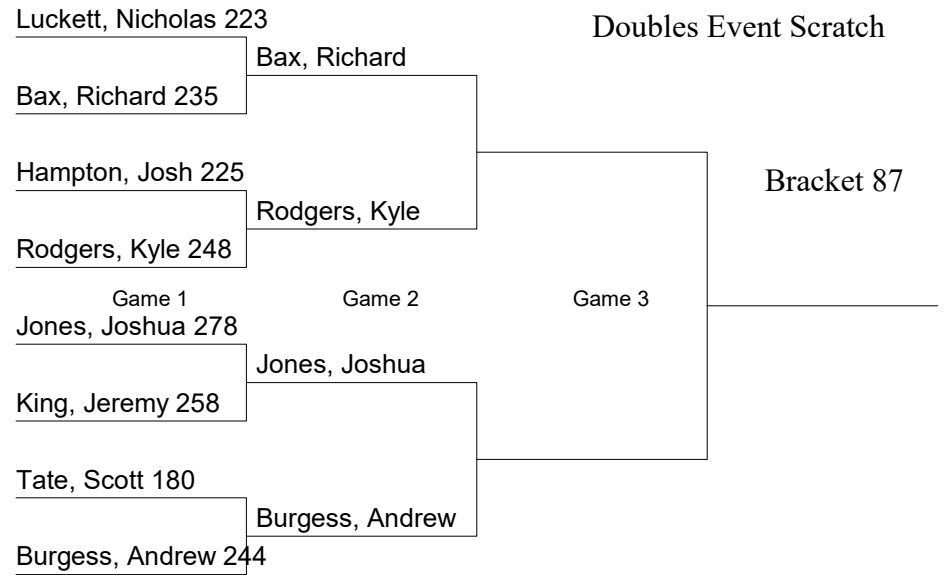 Luckett, Nicholas 223
Doubles Event Scratch
Bax, Richard
Bax, Richard 235
Hampton, Josh 225
Bracket 87
Rodgers, Kyle
Rodgers, Kyle 248
Game 1
Game 2
Game 3
Jones, Joshua 278
Jones, Joshua
King, Jeremy 258
Tate, Scott 180
Burgess, Andrew
Burgess, Andrew 244